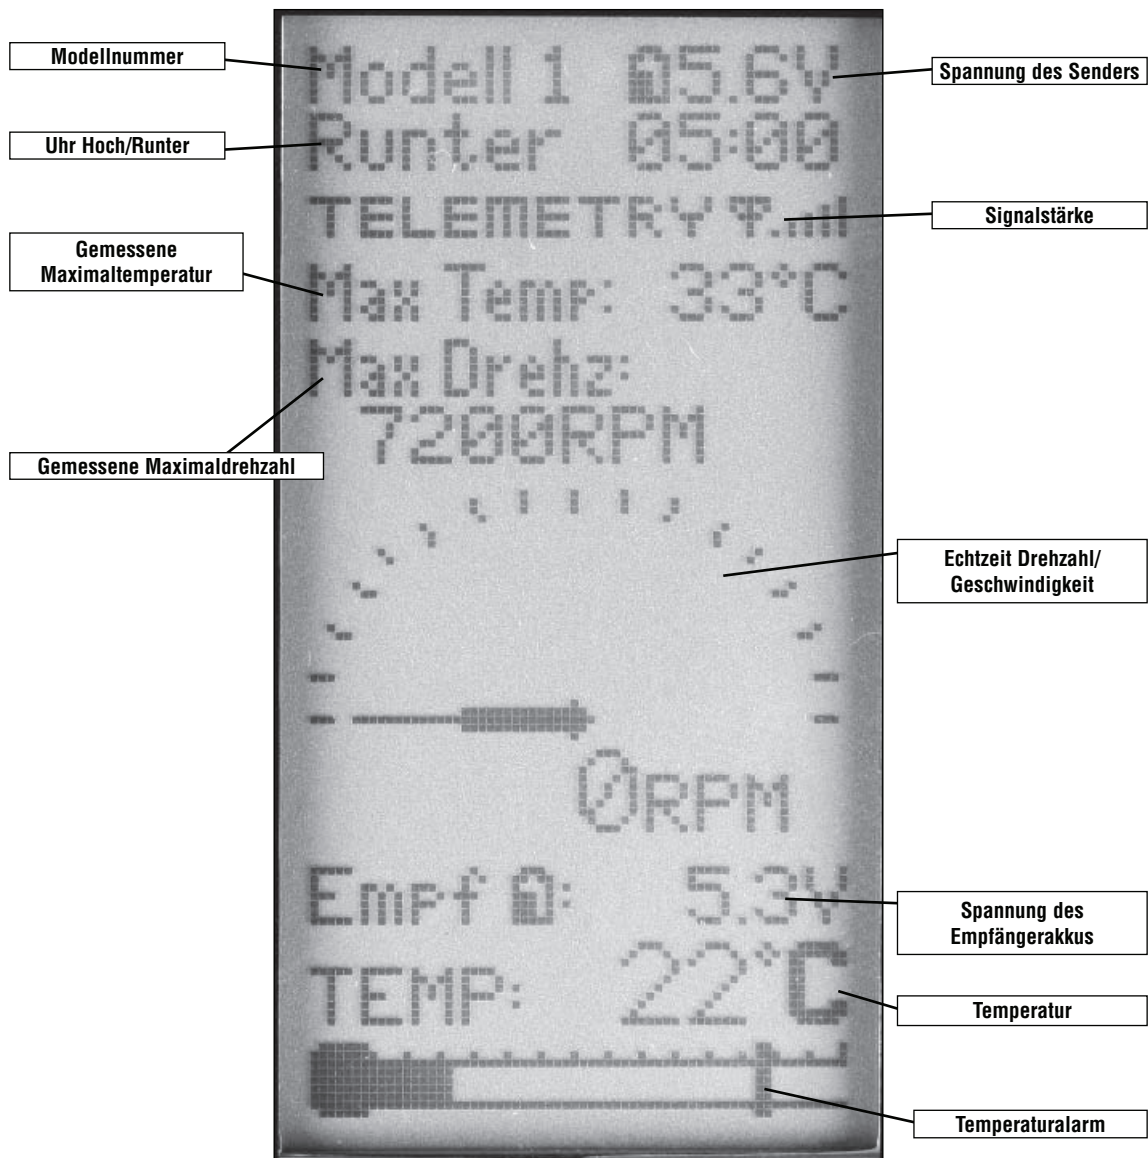 Modellnummer
Modell 1 05.6V
Spannung des Senders
Uhr Hoch/Runter
Runter 05:00
TELEMETRY
Signalstärke
Gemessene
Maximaltemperatur
Max Temp: 33°C
Max Drehz:
7200RPM
Gemessene Maximaldrehzahl
Echtzeit Drehzahl/
Geschwindigkeit
0RPM
Empf : 5.3V
Spannung des
Empfängerakkus
TEMP: 22°C
Temperatur
Temperaturalarm